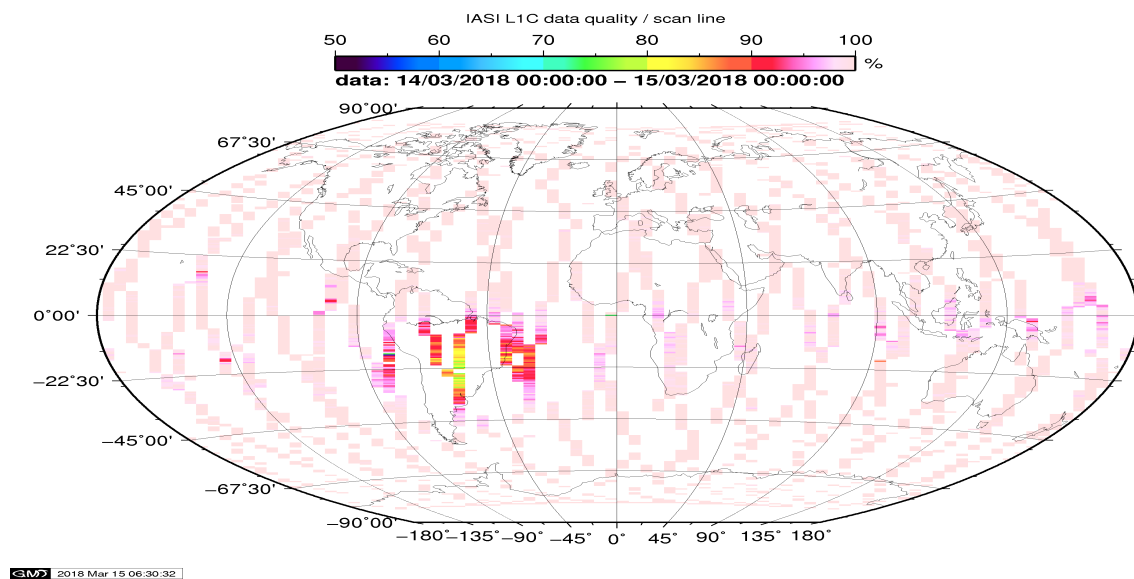 IASI L1C data quality / scan line
50 60 70 80 90 100
%
data: 14/03/2018 00:00:00 − 15/03/2018 00:00:00
90°00'
67°30'
45°00'
22°30'
0°00'
−22°30'
−45°00'
−67°30'
−90°00'
−180° −135° −90° −45° 0° 45° 90° 135° 180°
GMT 2018 Mar 15 06:30:32